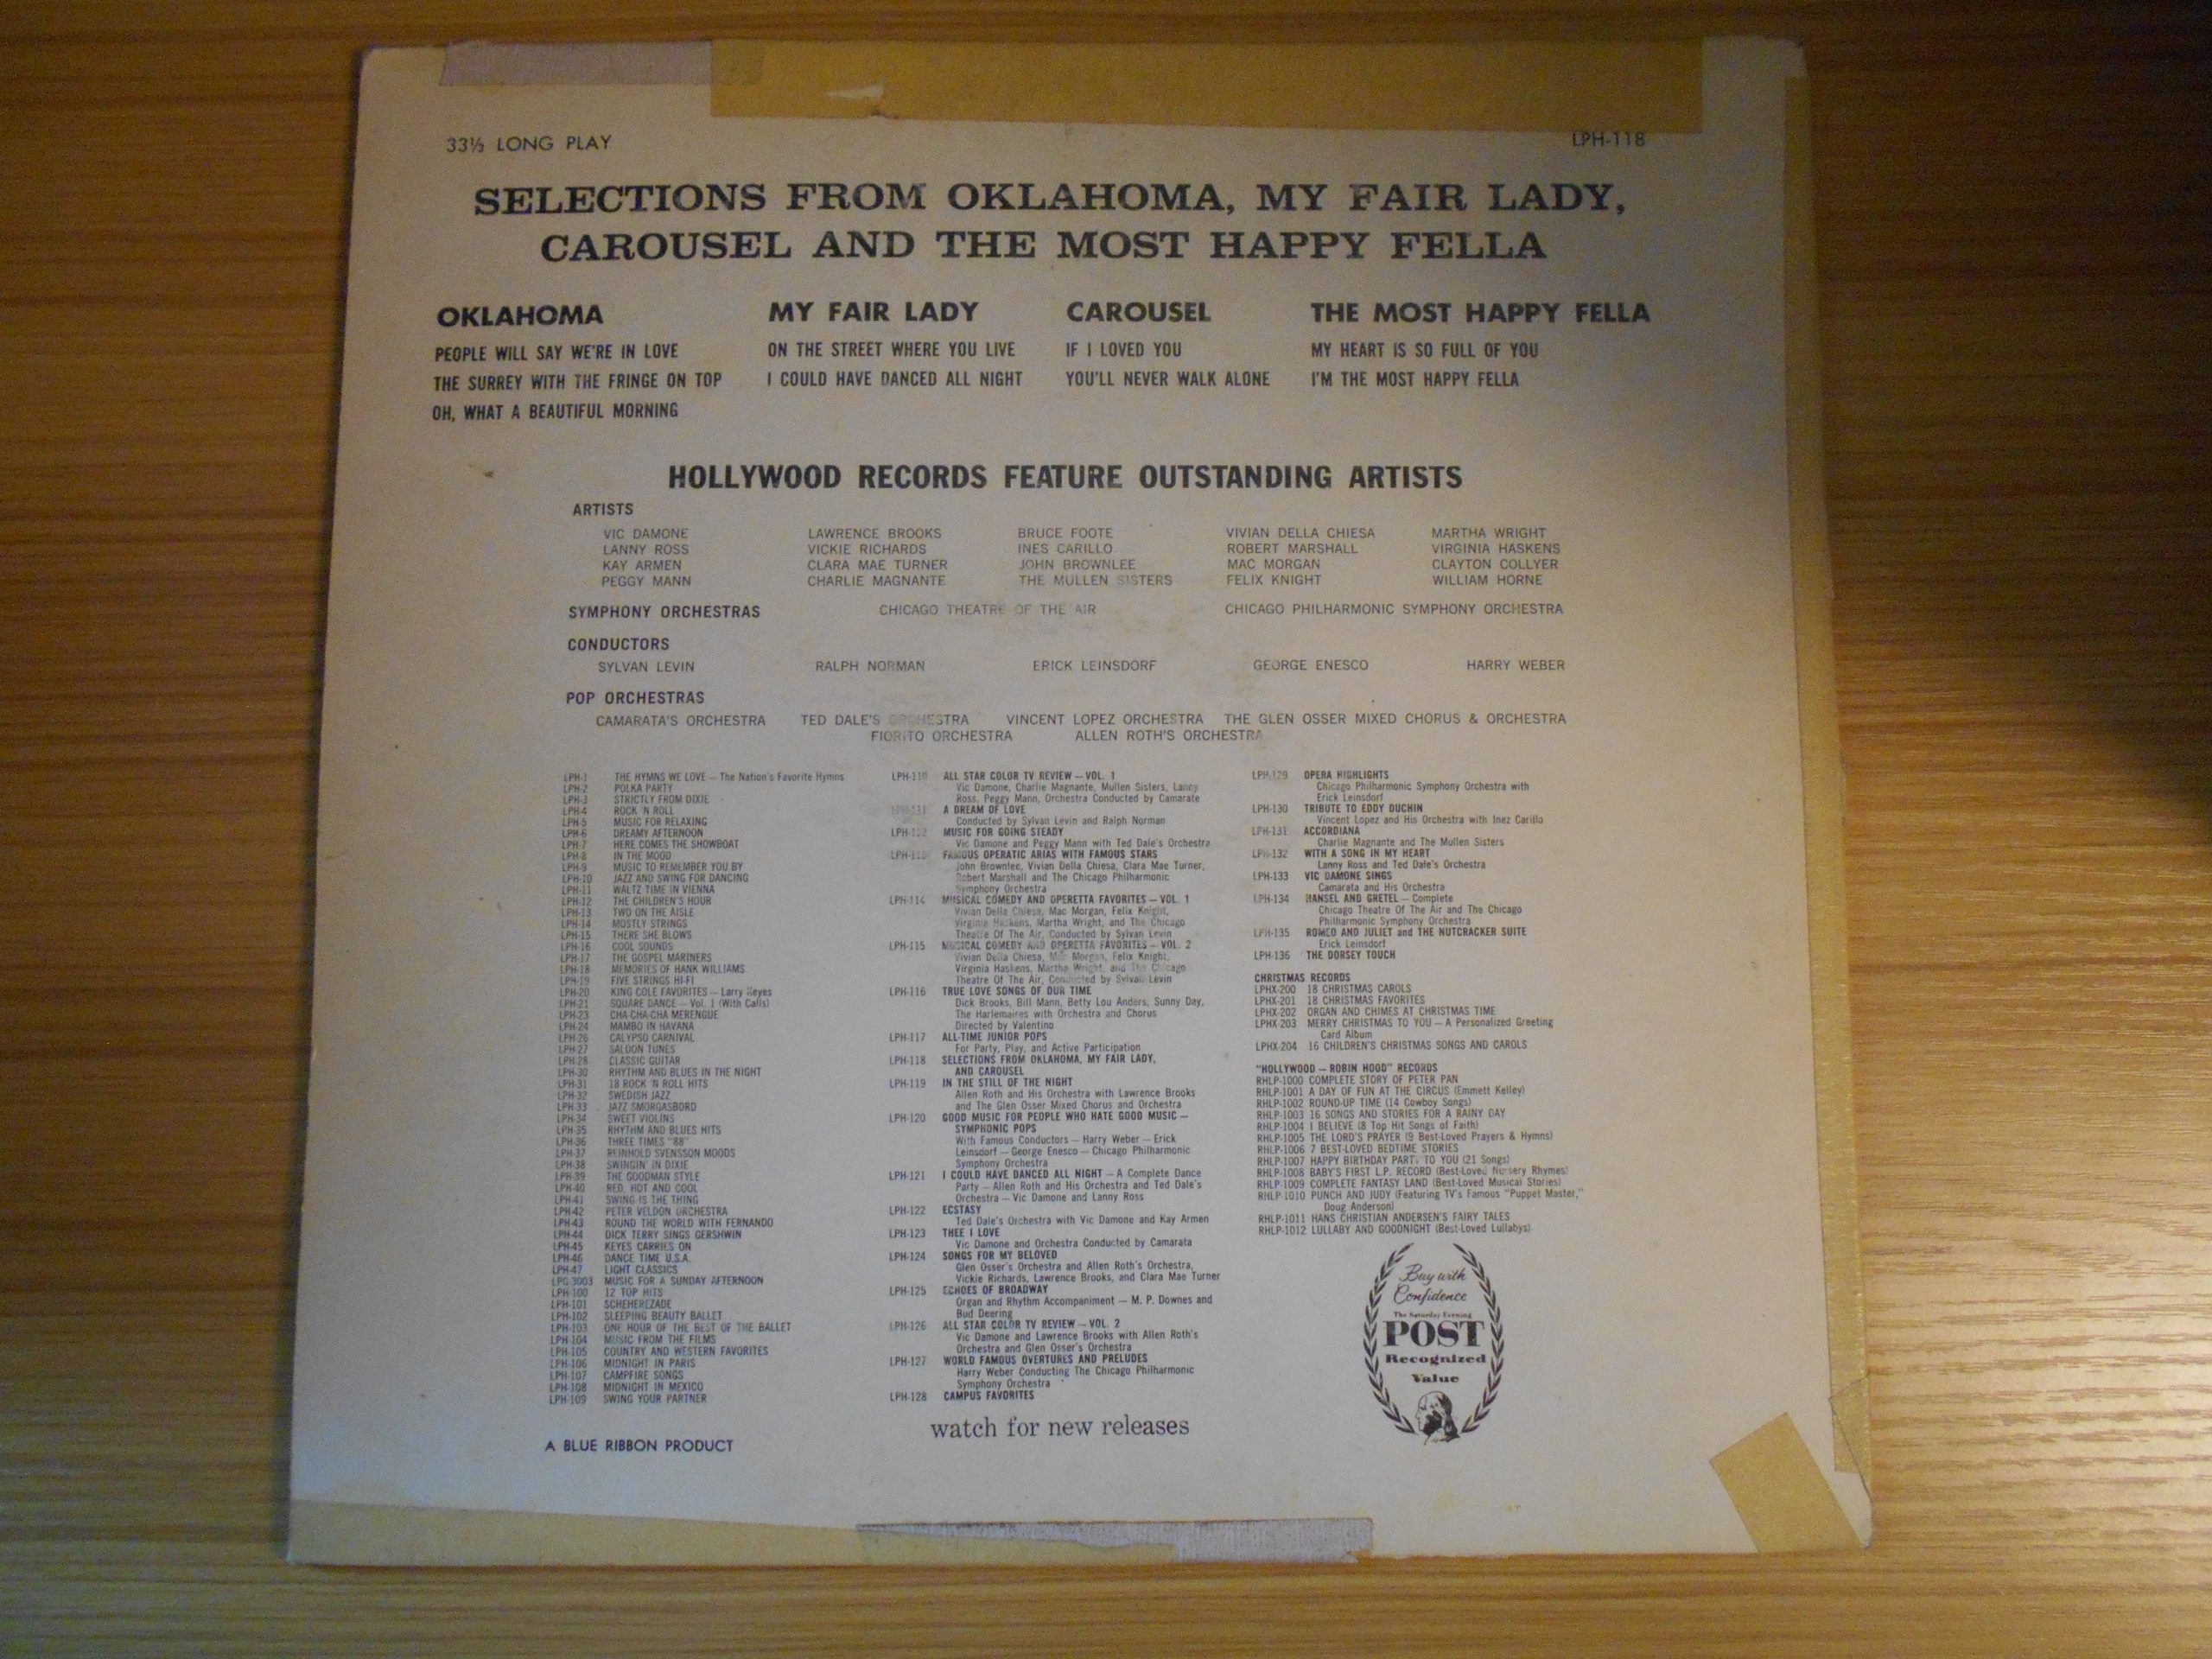 33⅓ LONG PLAY
LPH-118
SELECTIONS FROM OKLAHOMA, MY FAIR LADY,
CAROUSEL AND THE MOST HAPPY FELLA
OKLAHOMA
PEOPLE WILL SAY WE'RE IN LOVE
THE SURREY WITH THE FRINGE ON TOP
OH, WHAT A BEAUTIFUL MORNING
MY FAIR LADY
ON THE STREET WHERE YOU LIVE
I COULD HAVE DANCED ALL NIGHT
CAROUSEL
IF I LOVED YOU
YOU'LL NEVER WALK ALONE
THE MOST HAPPY FELLA
MY HEART IS SO FULL OF YOU
I'M THE MOST HAPPY FELLA
HOLLYWOOD RECORDS FEATURE OUTSTANDING ARTISTS
ARTISTS
VIC DAMONE LAWRENCE BROOKS BRUCE FOOTE VIVIAN DELLA CHIESA MARTHA WRIGHT
LANNY ROSS VICKIE RICHARDS INES CARILLO ROBERT MARSHALL VIRGINIA HASKENS
KAY ARMEN CLARA MAE TURNER JOHN BROWNLEE MAC MORGAN CLAYTON COLLYER
PEGGY MANN CHARLIE MAGNANTE THE MULLEN SISTERS FELIX KNIGHT WILLIAM HORNE
SYMPHONY ORCHESTRAS CHICAGO THEATRE OF THE AIR CHICAGO PHILHARMONIC SYMPHONY ORCHESTRA
CONDUCTORS
SYLVAN LEVIN RALPH NORMAN ERICK LEINSDORF GEORGE ENESCO HARRY WEBER
POP ORCHESTRAS
CAMARATA'S ORCHESTRA TED DALE'S ORCHESTRA VINCENT LOPEZ ORCHESTRA THE GLEN OSSER MIXED CHORUS & ORCHESTRA
FIORITO ORCHESTRA ALLEN ROTH'S ORCHESTRA
LPH-1 THE HYMNS WE LOVE — The Nation's Favorite Hymns
LPH-2 POLKA PARTY
LPH-3 STRICTLY FROM DIXIE
LPH-4 ROCK 'N ROLL
LPH-5 MUSIC FOR RELAXING
LPH-6 DREAMY AFTERNOON
LPH-7 HERE COMES THE SHOWBOAT
LPH-8 IN THE MOOD
LPH-9 MUSIC TO REMEMBER YOU BY
LPH-10 JAZZ AND SWING FOR DANCING
LPH-11 WALTZ TIME IN VIENNA
LPH-12 THE CHILDREN'S HOUR
LPH-13 TWO ON THE AISLE
LPH-14 MOSTLY STRINGS
LPH-15 THERE SHE BLOWS
LPH-16 COOL SOUNDS
LPH-17 THE GOSPEL MARINERS
LPH-18 MEMORIES OF HANK WILLIAMS
LPH-19 FIVE STRINGS HI-FI
LPH-20 KING COLE FAVORITES — Larry Keyes
LPH-21 SQUARE DANCE — Vol. 1 (With Calls)
LPH-23 CHA-CHA-CHA MERENGUE
LPH-24 MAMBO IN HAVANA
LPH-26 CALYPSO CARNIVAL
LPH-27 SALOON TUNES
LPH-28 CLASSIC GUITAR
LPH-30 RHYTHM AND BLUES IN THE NIGHT
LPH-31 18 ROCK 'N ROLL HITS
LPH-32 SWEDISH JAZZ
LPH-33 JAZZ SMORGASBORD
LPH-34 SWEET VIOLINS
LPH-35 RHYTHM AND BLUES HITS
LPH-36 THREE TIMES "88"
LPH-37 REINHOLD SVENSSON MOODS
LPH-38 SWINGIN' IN DIXIE
LPH-39 THE GOODMAN STYLE
LPH-40 RED, HOT AND COOL
LPH-41 SWING IS THE THING
LPH-42 PETER VELDON ORCHESTRA
LPH-43 ROUND THE WORLD WITH FERNANDO
LPH-44 DICK TERRY SINGS GERSHWIN
LPH-45 KEYES CARRIES ON
LPH-46 DANCE TIME U.S.A.
LPH-47 LIGHT CLASSICS
LPG-3003 MUSIC FOR A SUNDAY AFTERNOON
LPH-100 12 TOP HITS
LPH-101 SCHEHEREZADE
LPH-102 SLEEPING BEAUTY BALLET
LPH-103 ONE HOUR OF THE BEST OF THE BALLET
LPH-104 MUSIC FROM THE FILMS
LPH-105 COUNTRY AND WESTERN FAVORITES
LPH-106 MIDNIGHT IN PARIS
LPH-107 CAMPFIRE SONGS
LPH-108 MIDNIGHT IN MEXICO
LPH-109 SWING YOUR PARTNER
LPH-110 ALL STAR COLOR TV REVIEW — VOL. 1
Vic Damone, Charlie Magnante, Mullen Sisters, Lanny
Ross, Peggy Mann, Orchestra Conducted by Camarate
A DREAM OF LOVE
Conducted by Sylvan Levin and Ralph Norman
MUSIC FOR GOING STEADY
Vic Damone and Peggy Mann with Ted Dale's Orchestra
FAMOUS OPERATIC ARIAS WITH FAMOUS STARS
John Brownlee, Vivian Della Chiesa, Clara Mae Turner,
Robert Marshall and The Chicago Philharmonic
Symphony Orchestra
LPH-114 MUSICAL COMEDY AND OPERETTA FAVORITES — VOL. 1
Vivian Della Chiesa, Mac Morgan, Felix Knight,
Virginia Haskens, Martha Wright, and The Chicago
Theatre Of The Air, Conducted by Sylvan Levin
LPH-115 MUSICAL COMEDY AND OPERETTA FAVORITES — VOL. 2
Vivian Della Chiesa, Mac Morgan, Felix Knight,
Virginia Haskens, Martha Wright, and The Chicago
Theatre Of The Air, Conducted by Sylvan Levin
LPH-116 TRUE LOVE SONGS OF OUR TIME
Dick Brooks, Bill Mann, Betty Lou Anders, Sunny Day,
The Harlemaires with Orchestra and Chorus
Directed by Valentino
LPH-117 ALL-TIME JUNIOR POPS
For Party, Play, and Active Participation
LPH-118 SELECTIONS FROM OKLAHOMA, MY FAIR LADY,
AND CAROUSEL
LPH-119 IN THE STILL OF THE NIGHT
Allen Roth and His Orchestra with Lawrence Brooks
and The Glen Osser Mixed Chorus and Orchestra
LPH-120 GOOD MUSIC FOR PEOPLE WHO HATE GOOD MUSIC —
SYMPHONIC POPS
With Famous Conductors — Harry Weber — Erick
Leinsdorf — George Enesco — Chicago Philharmonic
Symphony Orchestra
LPH-121 I COULD HAVE DANCED ALL NIGHT — A Complete Dance
Party — Allen Roth and His Orchestra and Ted Dale's
Orchestra — Vic Damone and Lanny Ross
LPH-122 ECSTASY
Ted Dale's Orchestra with Vic Damone and Kay Armen
LPH-123 THEE I LOVE
Vic Damone and Orchestra Conducted by Camarata
LPH-124 SONGS FOR MY BELOVED
Glen Osser's Orchestra and Allen Roth's Orchestra,
Vickie Richards, Lawrence Brooks, and Clara Mae Turner
LPH-125 ECHOES OF BROADWAY
Organ and Rhythm Accompaniment — M. P. Downes and
Bud Deering
LPH-126 ALL STAR COLOR TV REVIEW — VOL. 2
Vic Damone and Lawrence Brooks with Allen Roth's
Orchestra and Glen Osser's Orchestra
LPH-127 WORLD FAMOUS OVERTURES AND PRELUDES
Harry Weber Conducting The Chicago Philharmonic
Symphony Orchestra
LPH-128 CAMPUS FAVORITES
LPH-129 OPERA HIGHLIGHTS
Chicago Philharmonic Symphony Orchestra with
Erick Leinsdorf
LPH-130 TRIBUTE TO EDDY DUCHIN
Vincent Lopez and His Orchestra with Inez Carillo
LPH-131 ACCORDIANA
Charlie Magnante and The Mullen Sisters
LPH-132 WITH A SONG IN MY HEART
Lanny Ross and Ted Dale's Orchestra
LPH-133 VIC DAMONE SINGS
Camarata and His Orchestra
LPH-134 HANSEL AND GRETEL — Complete
Chicago Theatre Of The Air and The Chicago
Philharmonic Symphony Orchestra
LPH-135 ROMEO AND JULIET and THE NUTCRACKER SUITE
Erick Leinsdorf
LPH-136 THE DORSEY TOUCH
CHRISTMAS RECORDS
LPHX-200 18 CHRISTMAS CAROLS
LPHX-201 18 CHRISTMAS FAVORITES
LPHX-202 ORGAN AND CHIMES AT CHRISTMAS TIME
LPHX-203 MERRY CHRISTMAS TO YOU — A Personalized Greeting
Card Album
LPHX-204 16 CHILDREN'S CHRISTMAS SONGS AND CAROLS
"HOLLYWOOD — ROBIN HOOD" RECORDS
RHLP-1000 COMPLETE STORY OF PETER PAN
RHLP-1001 A DAY OF FUN AT THE CIRCUS (Emmett Kelley)
RHLP-1002 ROUND-UP TIME (14 Cowboy Songs)
RHLP-1003 16 SONGS AND STORIES FOR A RAINY DAY
RHLP-1004 I BELIEVE (8 Top Hit Songs of Faith)
RHLP-1005 THE LORD'S PRAYER (9 Best-Loved Prayers & Hymns)
RHLP-1006 7 BEST-LOVED BEDTIME STORIES
RHLP-1007 HAPPY BIRTHDAY PARTY TO YOU (21 Songs)
RHLP-1008 BABY'S FIRST L.P. RECORD (Best-Loved Nursery Rhymes)
RHLP-1009 COMPLETE FANTASY LAND (Best-Loved Musical Stories)
RHLP-1010 PUNCH AND JUDY (Featuring TV's Famous "Puppet Master,"
Doug Anderson)
RHLP-1011 HANS CHRISTIAN ANDERSEN'S FAIRY TALES
RHLP-1012 LULLABY AND GOODNIGHT (Best-Loved Lullabys)
Buy with
Confidence
The Saturday Evening
POST
Recognized
Value
watch for new releases
A BLUE RIBBON PRODUCT